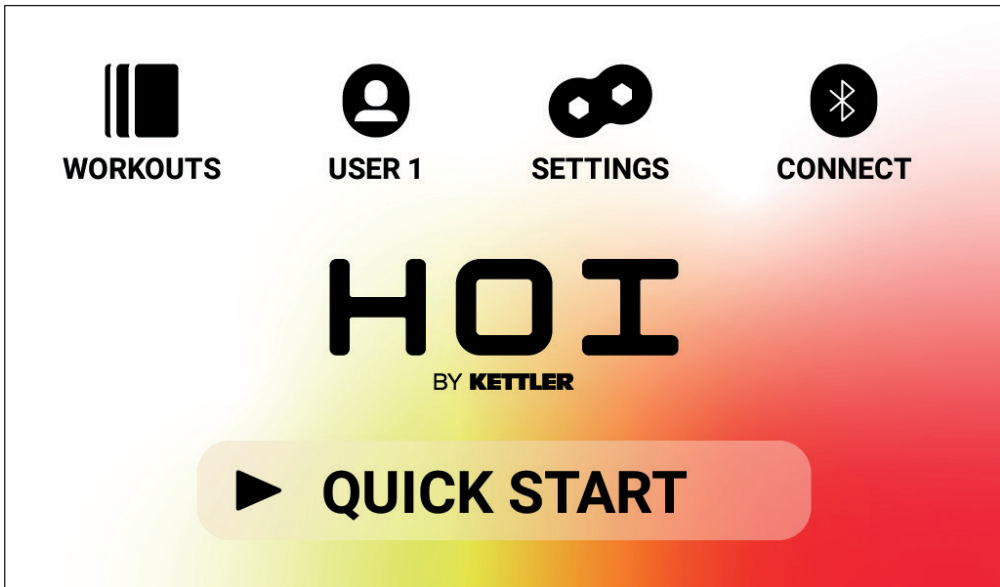 WORKOUTS USER 1 SETTINGS CONNECT
HOI
BY KETTLER
QUICK START